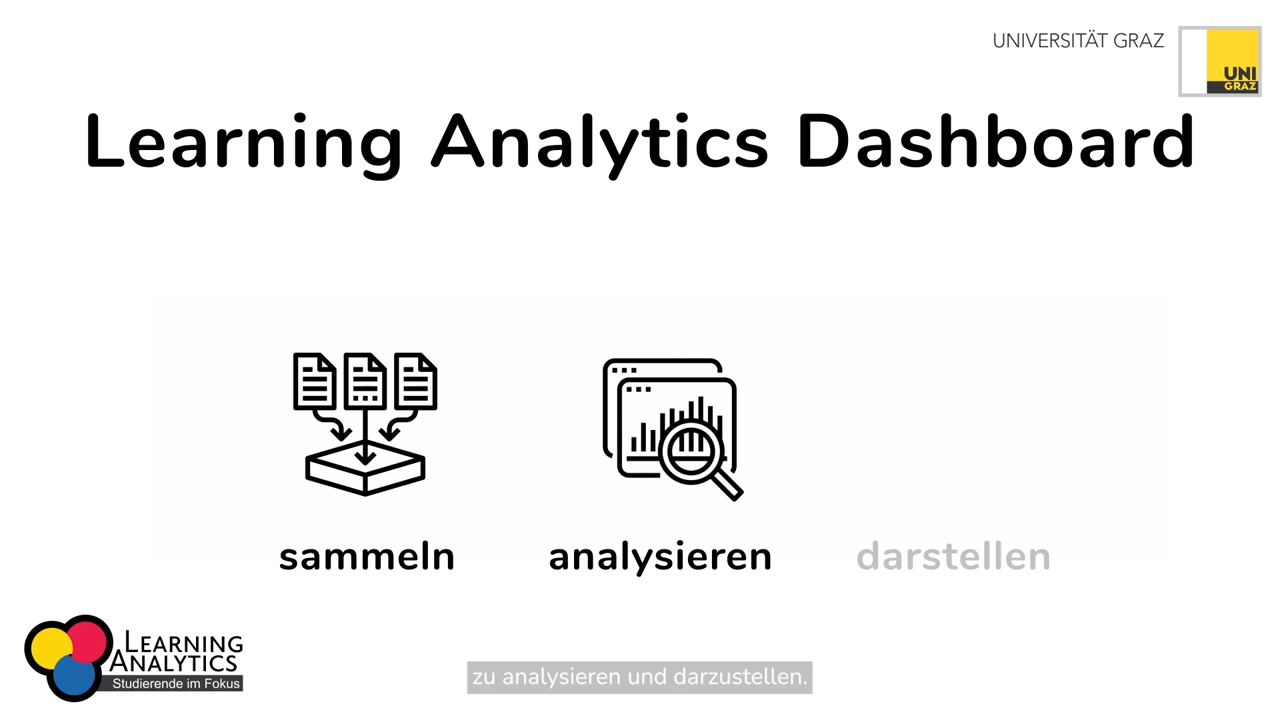 UNIVERSITÄT GRAZ
UNI
GRAZ
Learning Analytics Dashboard
sammeln
analysieren
darstellen
LEARNING
ANALYTICS
Studierende im Fokus
zu analysieren und darzustellen.